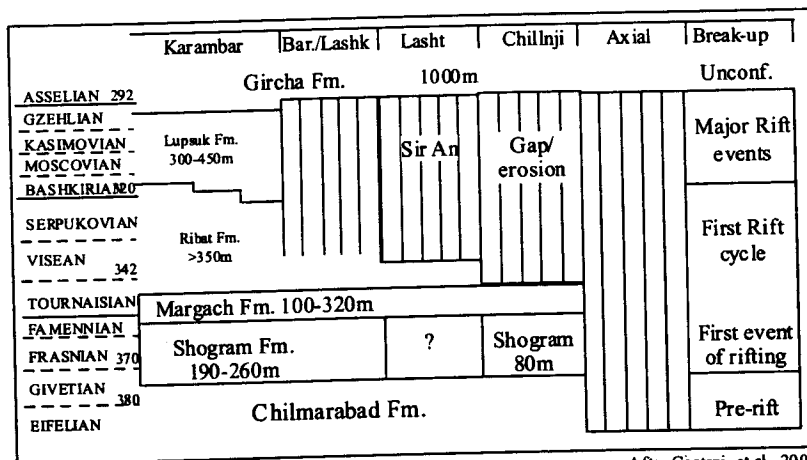 Karambar Bar./Lashk Lasht Chillnji Axial Break-up
Gircha Fm. 1000m Unconf.
ASSELIAN 292
GZEHLIAN
KASIMOVIAN
MOSCOVIAN
BASHKIRIAN 320
SERPUKOVIAN
VISEAN
342
TOURNAISIAN
FAMENNIAN
FRASNIAN 370
GIVETIAN
380
EIFELIAN
Lupsuk Fm.
300-450m
Sir An
Gap/
erosion
Major Rift
events
Ribat Fm.
>350m
First Rift
cycle
Margach Fm. 100-320m
Shogram Fm.
190-260m
?
Shogram
80m
First event
of rifting
Chilmarabad Fm.
Pre-rift